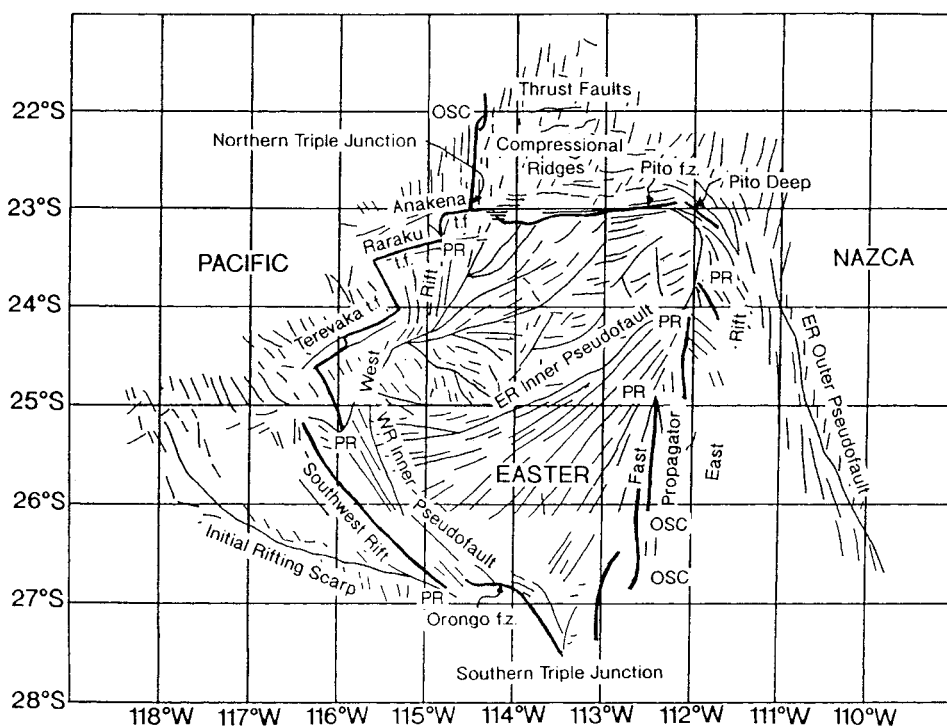 22°S
23°S
24°S
25°S
26°S
27°S
28°S
OSC
Thrust Faults
Northern Triple Junction
Compressional
Ridges
Pito f.z.
Pito Deep
Anakena
t.f.
Raraku
t.f.
PR
PACIFIC
NAZCA
Rift
West
Terevaka t.f.
PR
PR
Rift
ER Inner Pseudofault
ER Outer Pseudofault
PR
PR
WR Inner Pseudofault
EASTER
Fast
Propagator
East
Southwest Rift
Initial Rifting Scarp
OSC
OSC
PR
Orongo f.z.
Southern Triple Junction
118°W 117°W 116°W 115°W 114°W 113°W 112°W 111°W 110°W